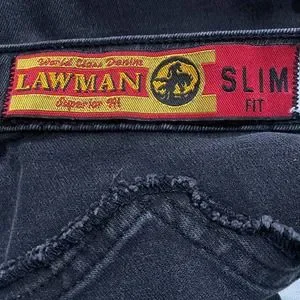 World Class Denim
LAWMAN
Superior Fit
SLIM
FIT